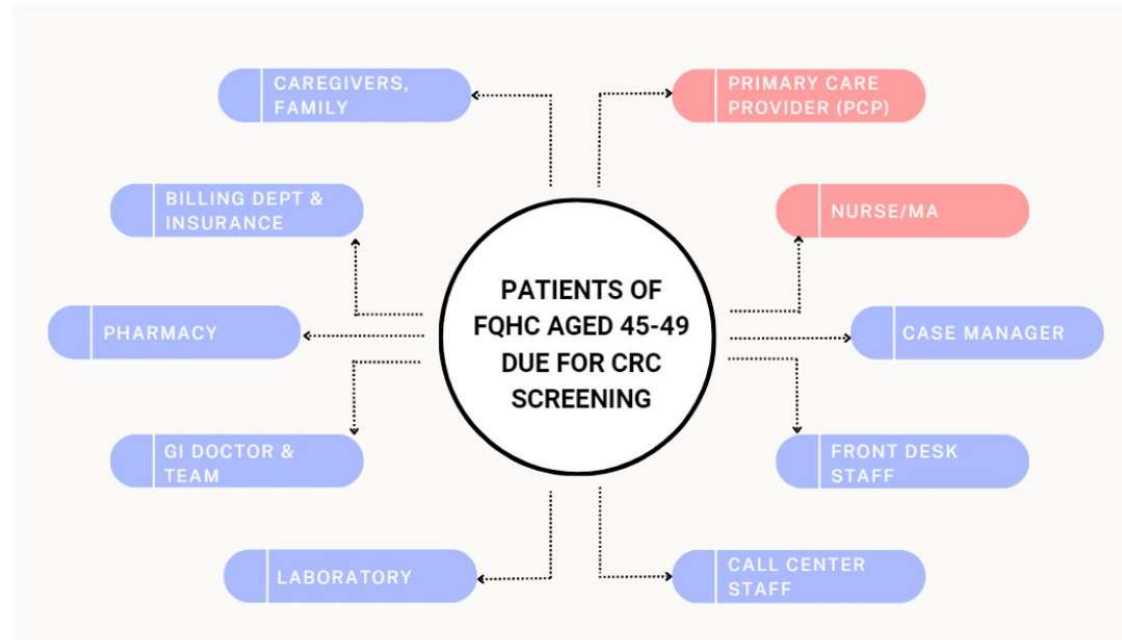 CAREGIVERS,
FAMILY
PRIMARY CARE
PROVIDER (PCP)
BILLING DEPT &
INSURANCE
NURSE/MA
PATIENTS OF
FQHC AGED 45-49
DUE FOR CRC
SCREENING
PHARMACY
CASE MANAGER
GI DOCTOR &
TEAM
FRONT DESK
STAFF
LABORATORY
CALL CENTER
STAFF